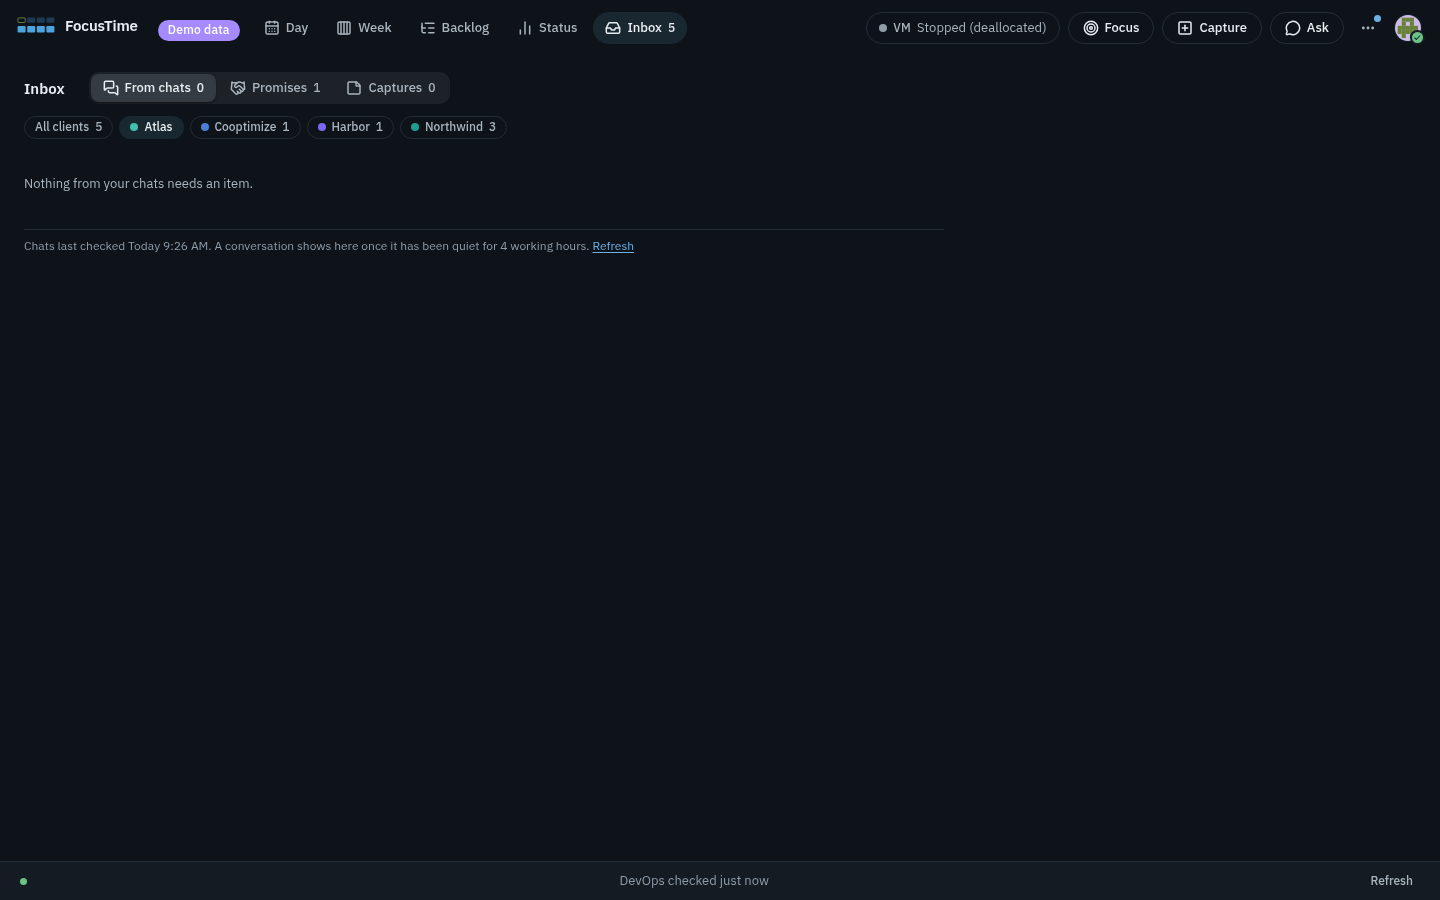 FocusTime Demo data Day Week Backlog Status Inbox 5 VM Stopped (deallocated) Focus Capture Ask
Inbox From chats 0 Promises 1 Captures 0
All clients 5 Atlas Cooptimize 1 Harbor 1 Northwind 3
Nothing from your chats needs an item.
Chats last checked Today 9:26 AM. A conversation shows here once it has been quiet for 4 working hours. Refresh
DevOps checked just now Refresh